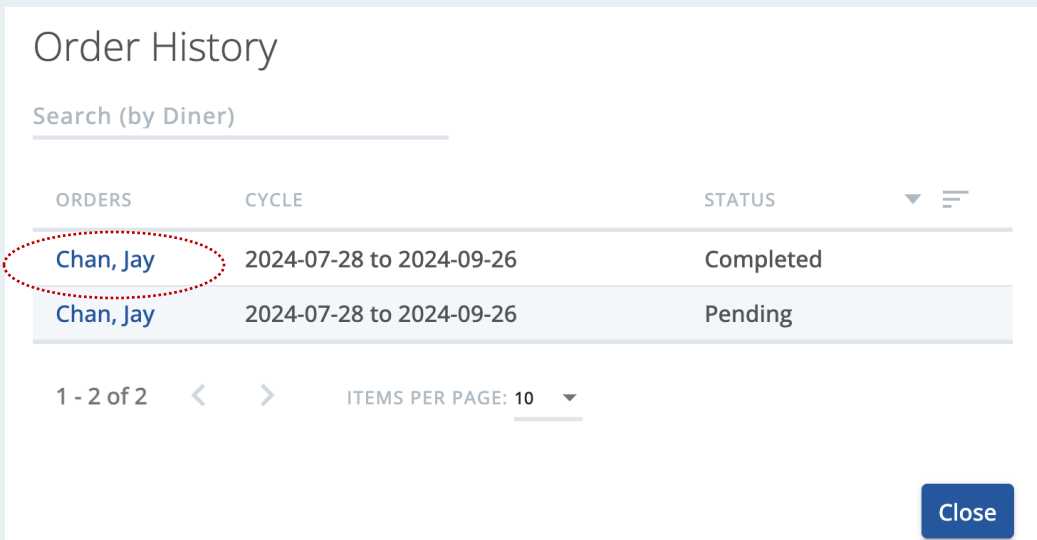 Order History
Search (by Diner)
ORDERS CYCLE STATUS
Chan, Jay 2024-07-28 to 2024-09-26 Completed
Chan, Jay 2024-07-28 to 2024-09-26 Pending
1 - 2 of 2 ITEMS PER PAGE: 10
Close